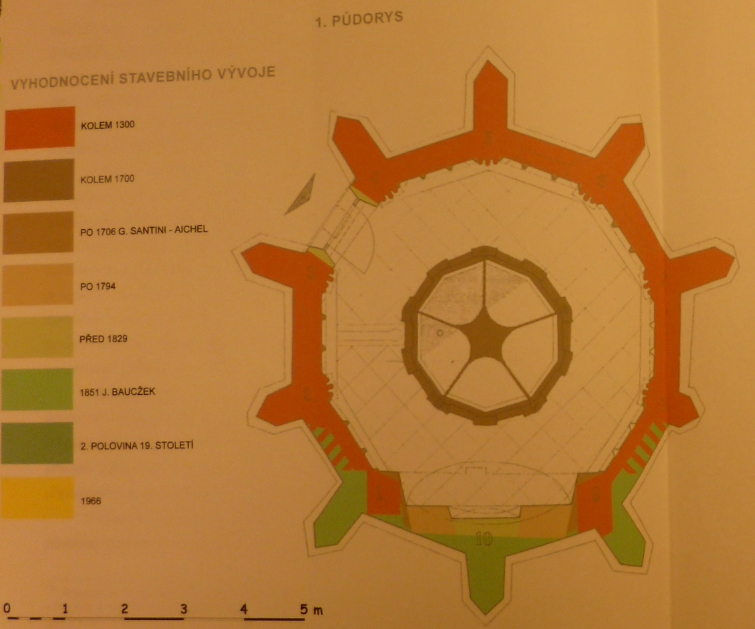 1. PŮDORYS
VYHODNOCENÍ STAVEBNÍHO VÝVOJE
KOLEM 1300
KOLEM 1700
PO 1706 G. SANTINI - AICHEL
PO 1794
PŘED 1829
1851 J. BAUCŽEK
2. POLOVINA 19. STOLETÍ
1966
10
0 1 2 3 4 5 m